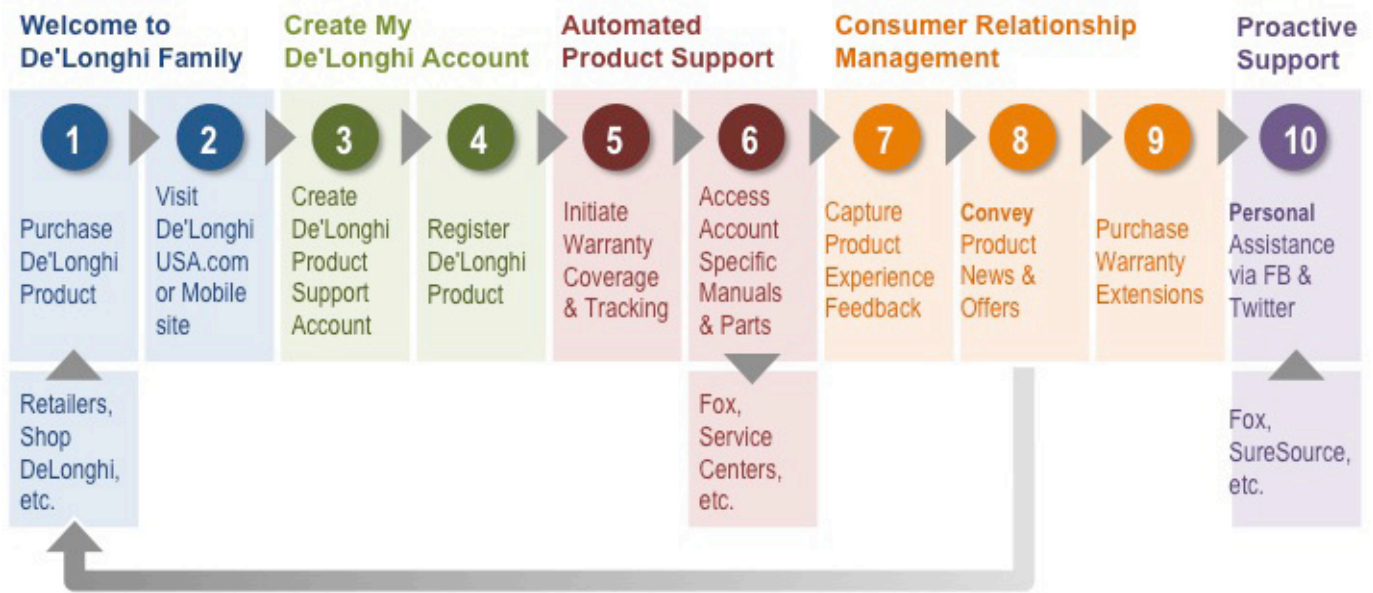 Welcome to
De'Longhi Family
Create My
De'Longhi Account
Automated
Product Support
Consumer Relationship
Management
Proactive
Support
1
Purchase
De'Longhi
Product
2
Visit
De'Longhi
USA.com
or Mobile
site
3
Create
De'Longhi
Product
Support
Account
4
Register
De'Longhi
Product
5
Initiate
Warranty
Coverage
& Tracking
6
Access
Account
Specific
Manuals
& Parts
7
Capture
Product
Experience
Feedback
8
Convey
Product
News &
Offers
9
Purchase
Warranty
Extensions
10
Personal
Assistance
via FB &
Twitter
Retailers,
Shop
DeLonghi,
etc.
Fox,
Service
Centers,
etc.
Fox,
SureSource,
etc.